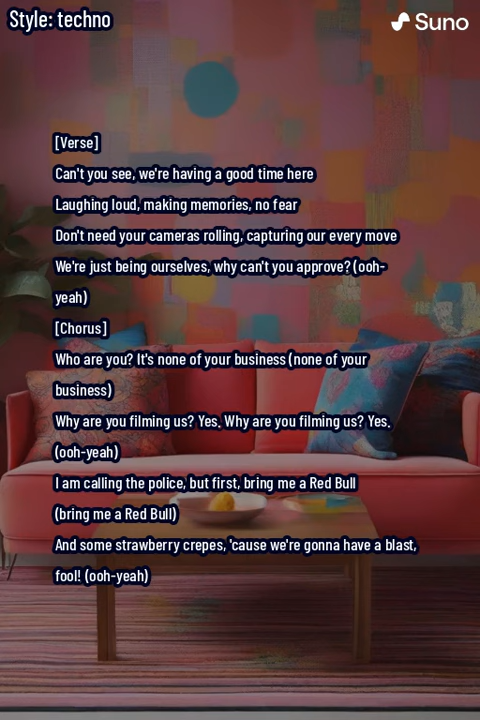 Style: techno
Suno
[Verse]
Can't you see, we're having a good time here
Laughing loud, making memories, no fear
Don't need your cameras rolling, capturing our every move
We're just being ourselves, why can't you approve? (ooh-
yeah)
[Chorus]
Who are you? It's none of your business (none of your
business)
Why are you filming us? Yes. Why are you filming us? Yes.
(ooh-yeah)
I am calling the police, but first, bring me a Red Bull
(bring me a Red Bull)
And some strawberry crepes, 'cause we're gonna have a blast,
fool! (ooh-yeah)